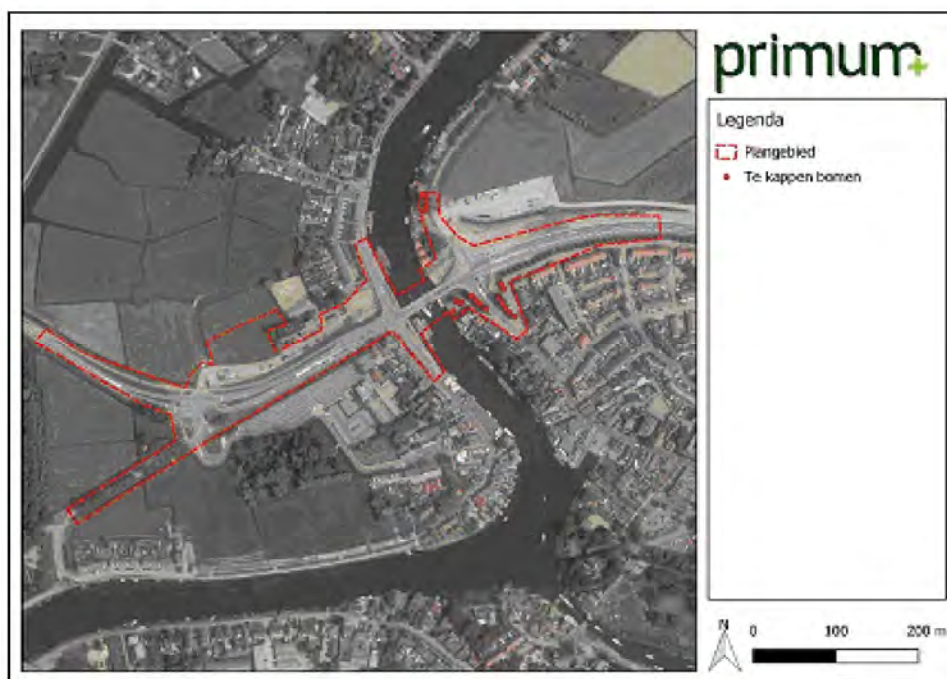 primum+
Legenda
Plangebied
Te kappen bomen
N
0 100 200 m